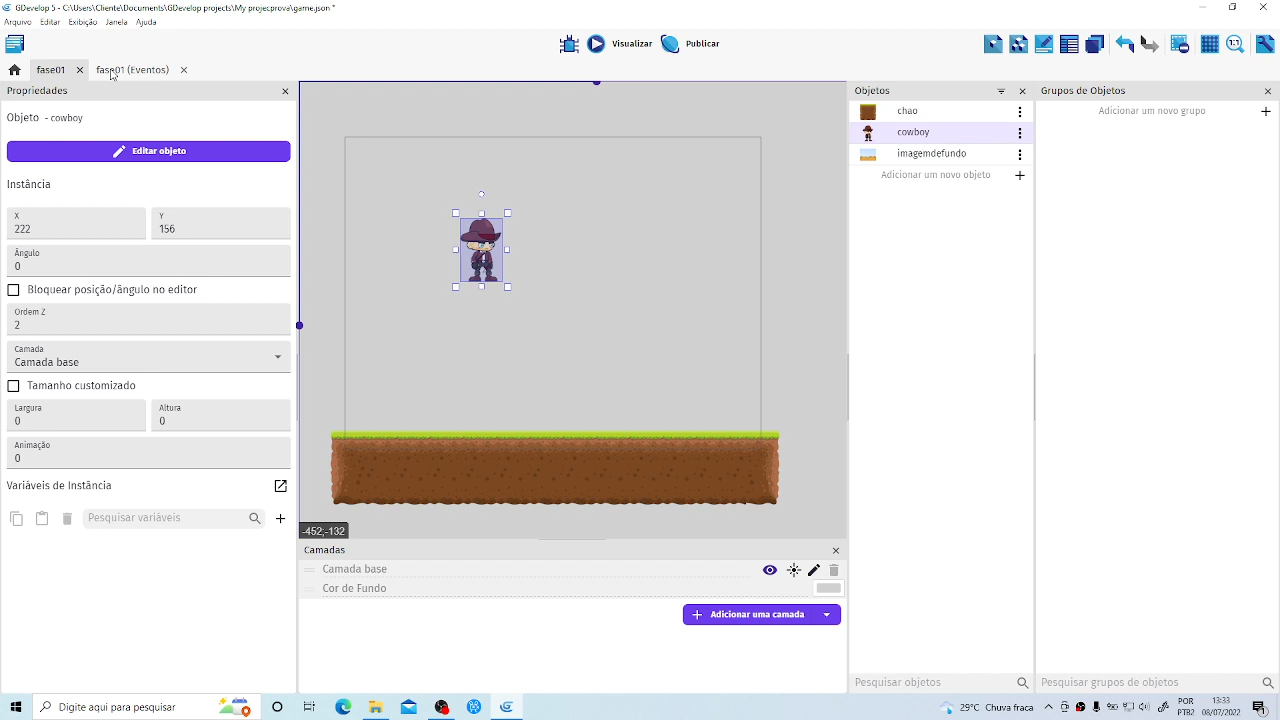 GDevelop 5 - C:\Users\Cliente\Documents\GDevelop projects\My project\prova\game.json *
Arquivo Editar Exibição Janela Ajuda
Visualizar Publicar
fase01 fase01 (Eventos)
Propriedades
Objeto - cowboy
Editar objeto
Instância
X
222
Y
156
Ângulo
0
Bloquear posição/ângulo no editor
Ordem Z
2
Camada
Camada base
Tamanho customizado
Largura
0
Altura
0
Animação
0
Variáveis de Instância
Pesquisar variáveis
-452;-132
Camadas
Camada base
Cor de Fundo
Adicionar uma camada
Objetos
chao
cowboy
imagemdefundo
Adicionar um novo objeto
Pesquisar objetos
Grupos de Objetos
Adicionar um novo grupo
Pesquisar grupos de objetos
Digite aqui para pesquisar
29°C Chuva fraca
POR
PTB2
13:33
08/07/2022